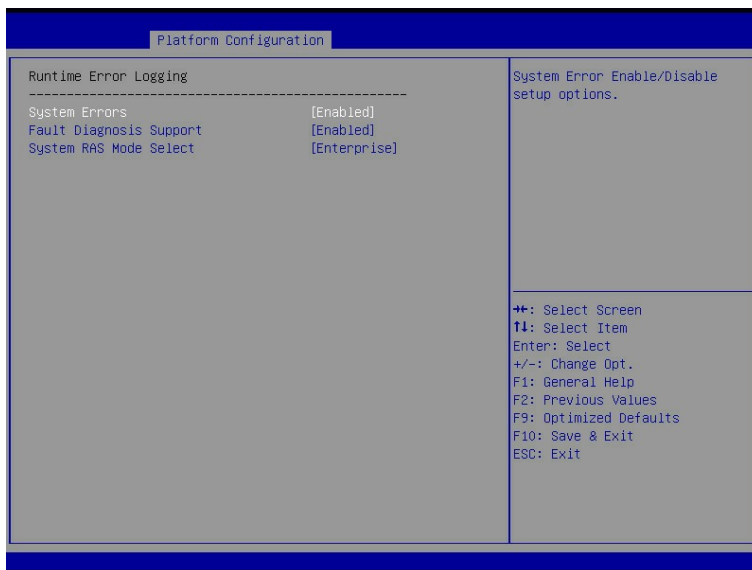 Platform Configuration
Runtime Error Logging
--------------------------------------------------
System Errors [Enabled]
Fault Diagnosis Support [Enabled]
System RAS Mode Select [Enterprise]
System Error Enable/Disable
setup options.
→←: Select Screen
↑↓: Select Item
Enter: Select
+/-: Change Opt.
F1: General Help
F2: Previous Values
F9: Optimized Defaults
F10: Save & Exit
ESC: Exit